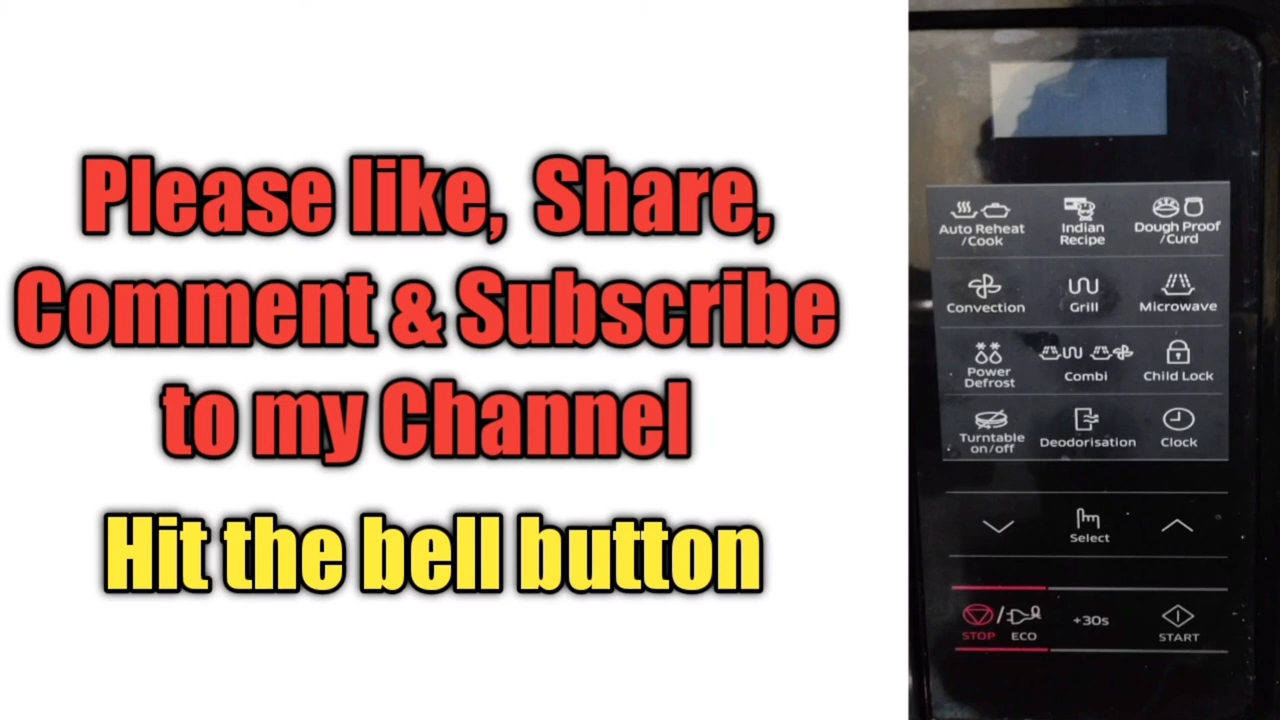 Please like, Share,
Comment & Subscribe
to my Channel
Hit the bell button
Auto Reheat
/Cook
Indian
Recipe
Dough Proof
/Curd
Convection
Grill
Microwave
Power
Defrost
Combi
Child Lock
Turntable
on/off
Deodorisation
Clock
Select
STOP / ECO
+30s
START